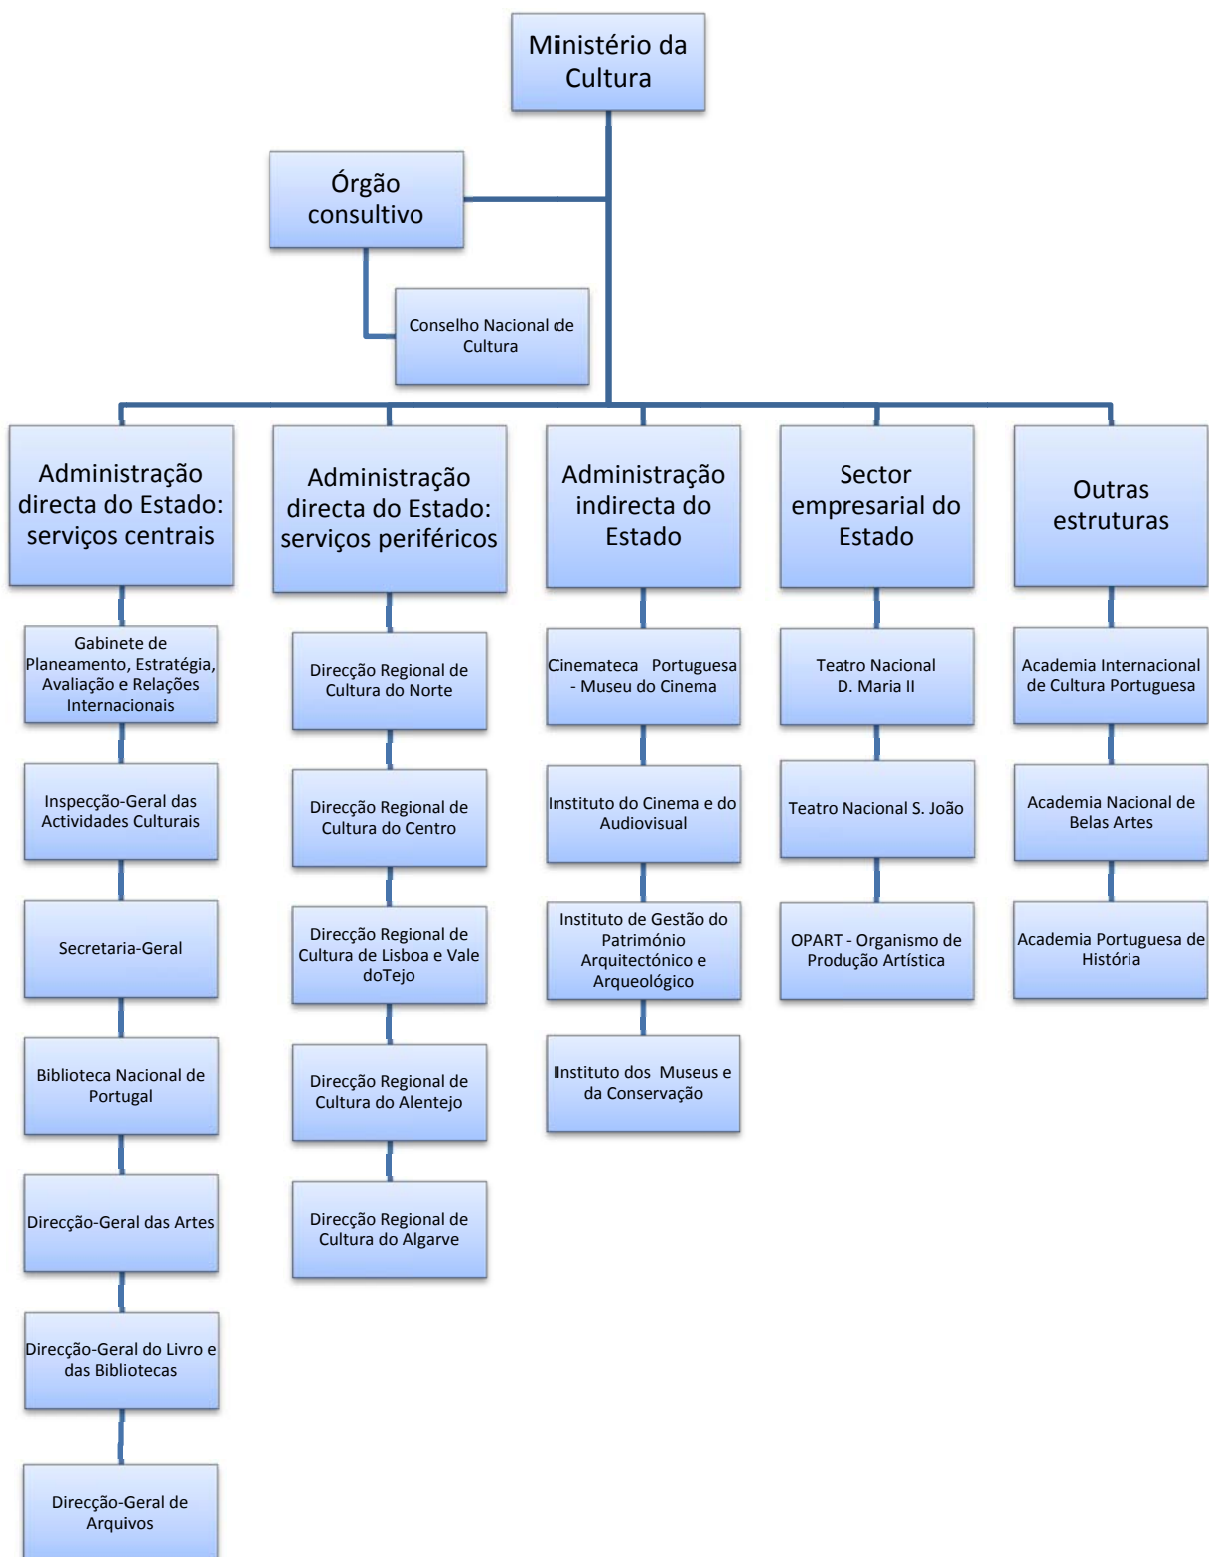 Ministério da
Cultura
Órgão
consultivo
Conselho Nacional de
Cultura
Administração
directa do Estado:
serviços centrais
Gabinete de
Planeamento, Estratégia,
Avaliação e Relações
Internacionais
Inspecção-Geral das
Actividades Culturais
Secretaria-Geral
Biblioteca Nacional de
Portugal
Direcção-Geral das Artes
Direcção-Geral do Livro e
das Bibliotecas
Direcção-Geral de
Arquivos
Administração
directa do Estado:
serviços periféricos
Direcção Regional de
Cultura do Norte
Direcção Regional de
Cultura do Centro
Direcção Regional de
Cultura de Lisboa e Vale
doTejo
Direcção Regional de
Cultura do Alentejo
Direcção Regional de
Cultura do Algarve
Administração
indirecta do
Estado
Cinemateca Portuguesa
- Museu do Cinema
Instituto do Cinema e do
Audiovisual
Instituto de Gestão do
Património
Arquitectónico e
Arqueológico
Instituto dos Museus e
da Conservação
Sector
empresarial do
Estado
Teatro Nacional
D. Maria II
Teatro Nacional S. João
OPART - Organismo de
Produção Artística
Outras
estruturas
Academia Internacional
de Cultura Portuguesa
Academia Nacional de
Belas Artes
Academia Portuguesa de
História